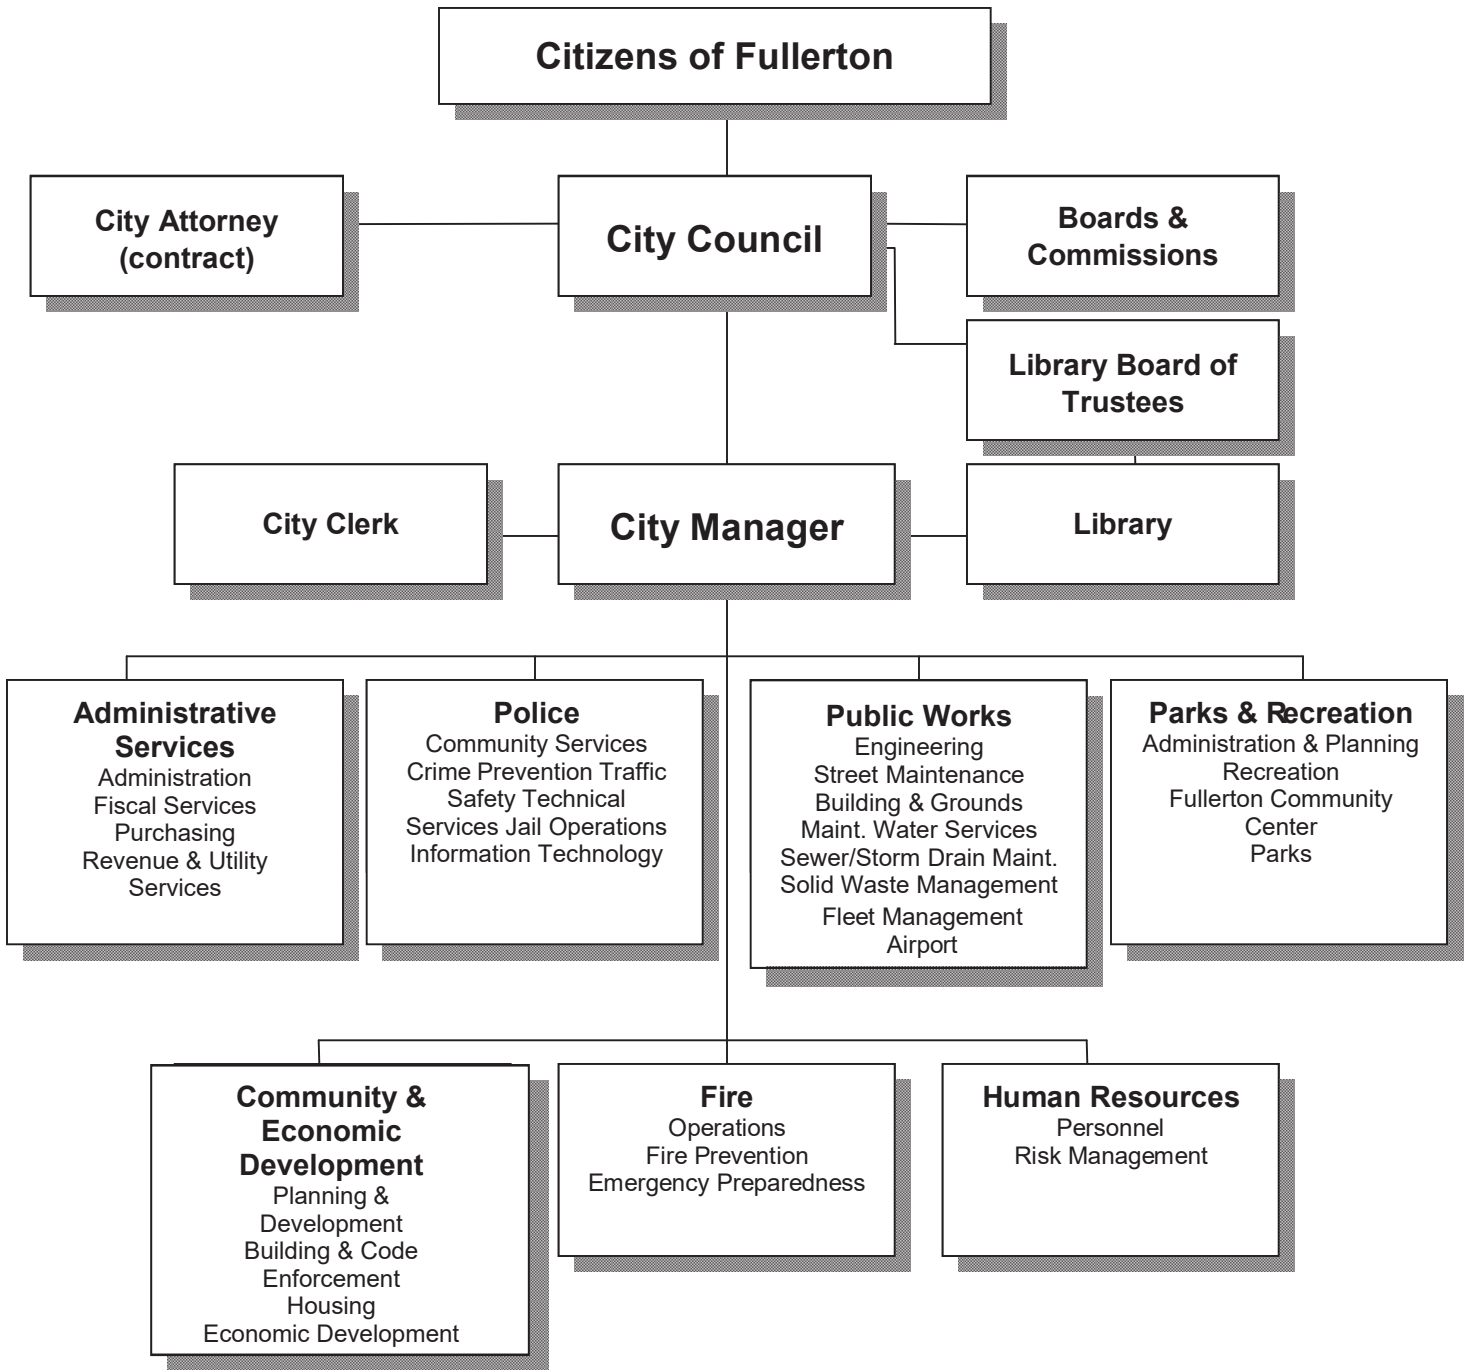 Citizens of Fullerton
City Attorney
(contract)
City Council
Boards &
Commissions
Library Board of
Trustees
City Clerk
City Manager
Library
Administrative
Services
Administration
Fiscal Services
Purchasing
Revenue & Utility
Services
Police
Community Services
Crime Prevention Traffic
Safety Technical
Services Jail Operations
Information Technology
Public Works
Engineering
Street Maintenance
Building & Grounds
Maint. Water Services
Sewer/Storm Drain Maint.
Solid Waste Management
Fleet Management
Airport
Parks & Recreation
Administration & Planning
Recreation
Fullerton Community
Center
Parks
Community &
Economic
Development
Planning &
Development
Building & Code
Enforcement
Housing
Economic Development
Fire
Operations
Fire Prevention
Emergency Preparedness
Human Resources
Personnel
Risk Management